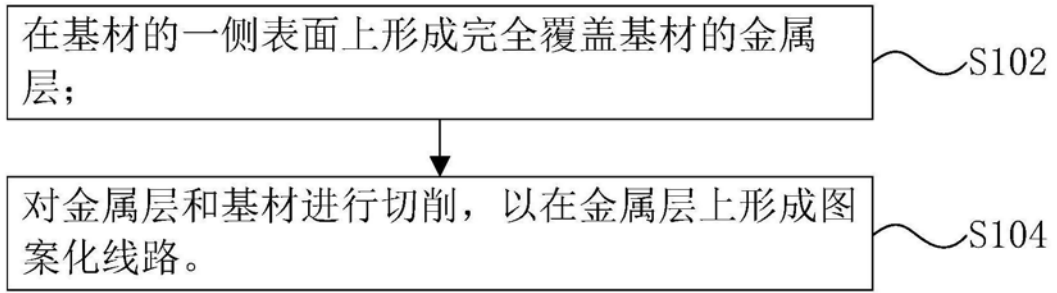 在基材的一侧表面上形成完全覆盖基材的金属
层；
S102
对金属层和基材进行切削，以在金属层上形成图
案化线路。
S104